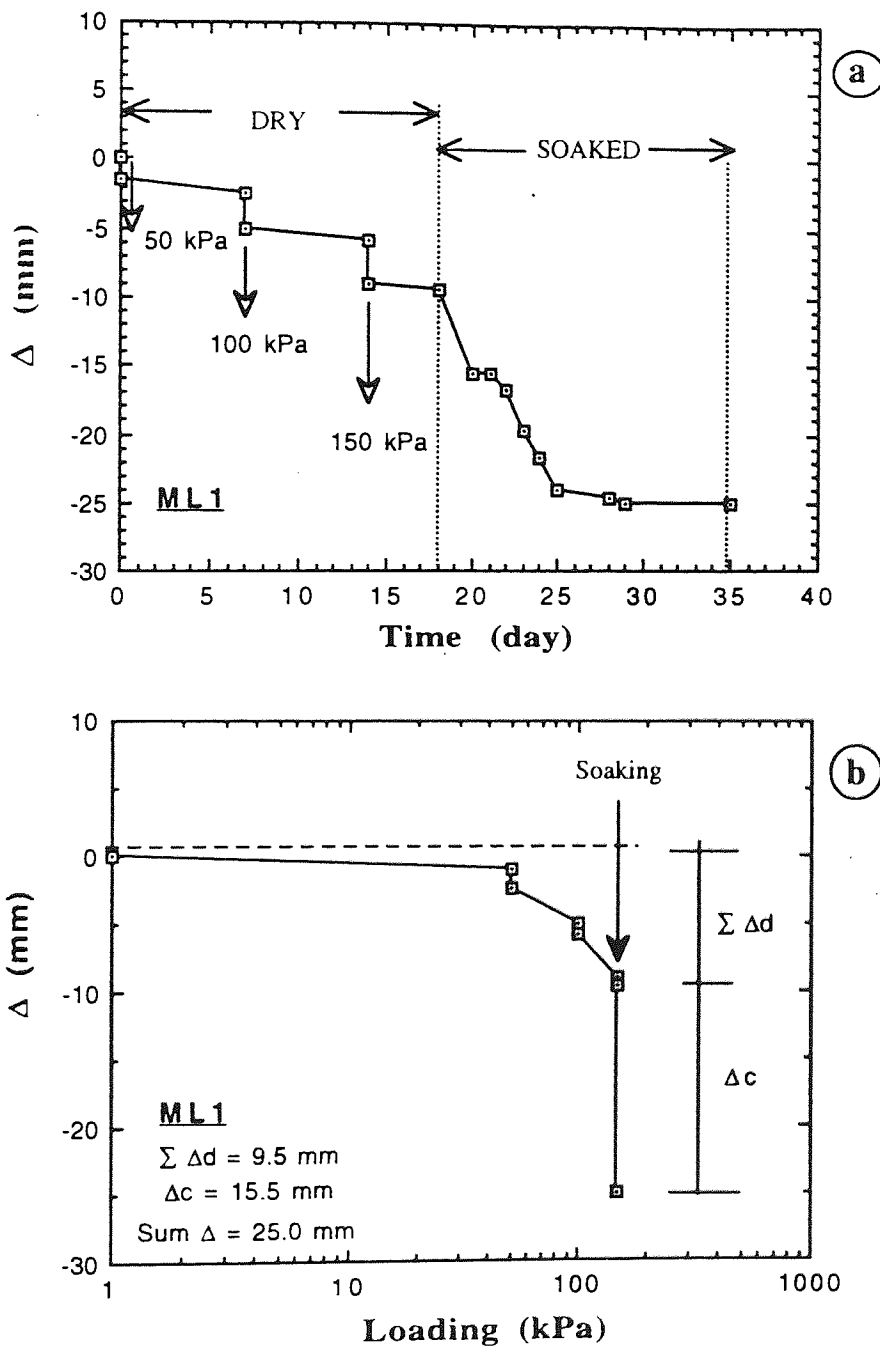 a
10
5
0
-5
-10
-15
-20
-25
-30
Δ (mm)
DRY
SOAKED
50 kPa
100 kPa
150 kPa
ML1
0 5 10 15 20 25 30 35 40
Time (day)
b
10
0
-10
-20
-30
Δ (mm)
Soaking
Σ Δd
Δc
ML1
Σ Δd = 9.5 mm
Δc = 15.5 mm
Sum Δ = 25.0 mm
1 10 100 1000
Loading (kPa)